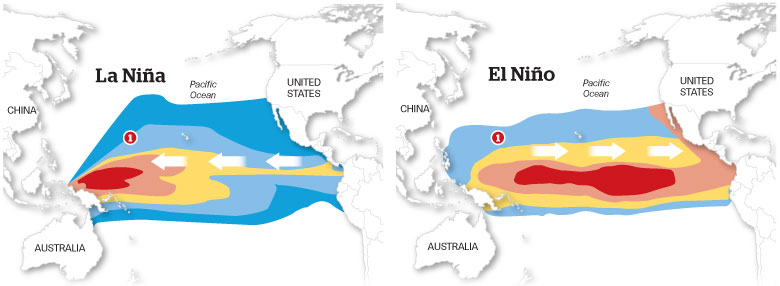 La Niña
Pacific
Ocean
UNITED
STATES
CHINA
1
AUSTRALIA
El Niño
Pacific
Ocean
UNITED
STATES
CHINA
1
AUSTRALIA